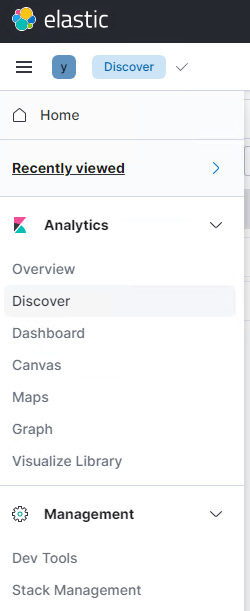 elastic
y Discover
Home
Recently viewed
Analytics
Overview
Discover
Dashboard
Canvas
Maps
Graph
Visualize Library
Management
Dev Tools
Stack Management